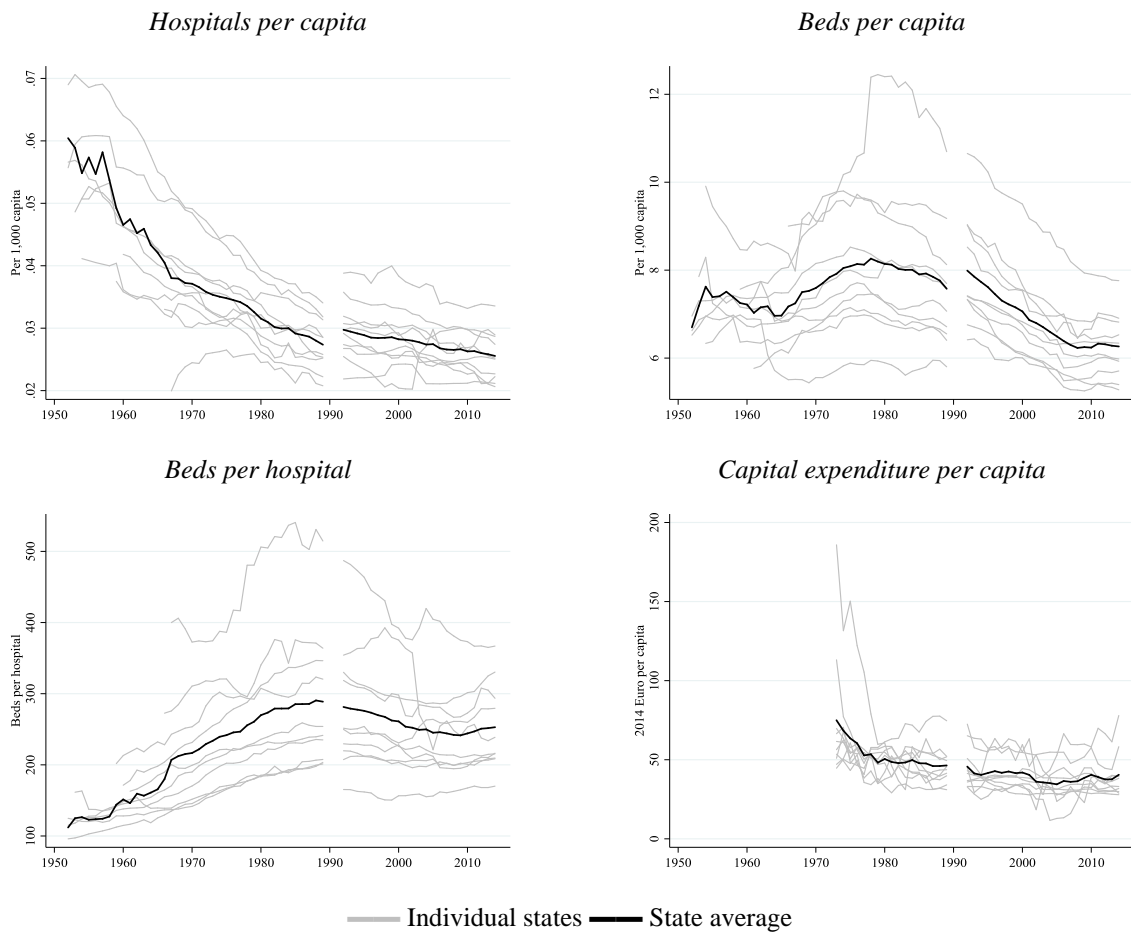 Hospitals per capita
Per 1,000 capita
.07
.06
.05
.04
.03
.02
1950 1960 1970 1980 1990 2000 2010
Beds per capita
Per 1,000 capita
12
10
8
6
1950 1960 1970 1980 1990 2000 2010
Beds per hospital
Beds per hospital
500
400
300
200
100
1950 1960 1970 1980 1990 2000 2010
Capital expenditure per capita
2014 Euro per capita
200
150
100
50
0
1950 1960 1970 1980 1990 2000 2010
Individual states State average